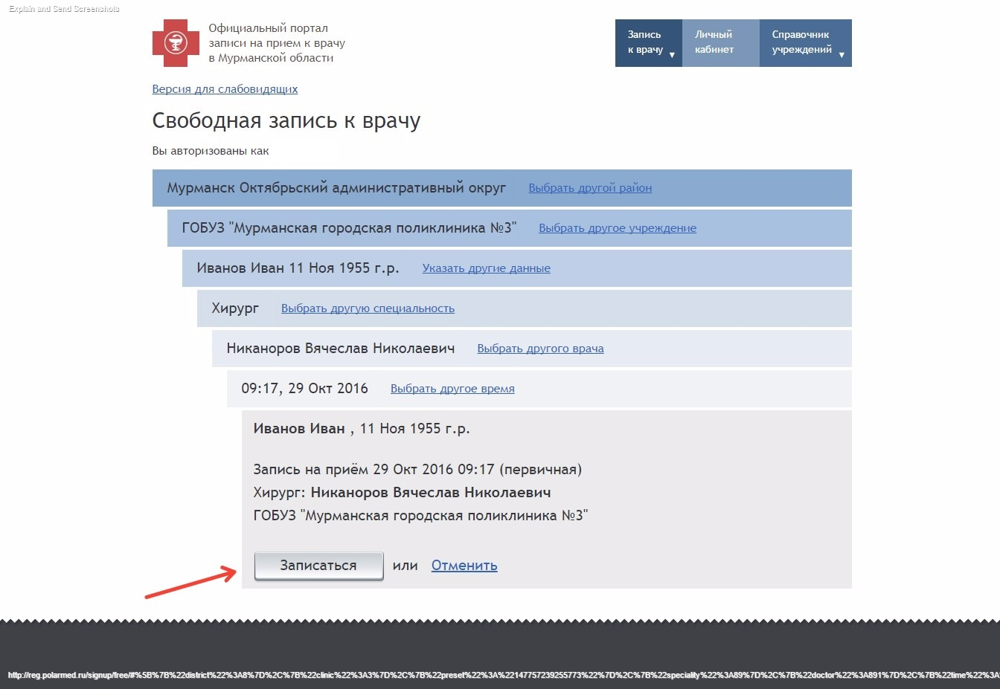 Explain and Send Screenshots
Официальный портал
записи на прием к врачу
в Мурманской области
Запись
к врачу ▼
Личный
кабинет
Справочник
учреждений ▼
Версия для слабовидящих
Свободная запись к врачу
Вы авторизованы как
Мурманск Октябрьский административный округ Выбрать другой район
ГОБУЗ "Мурманская городская поликлиника №3" Выбрать другое учреждение
Иванов Иван 11 Ноя 1955 г.р. Указать другие данные
Хирург Выбрать другую специальность
Никаноров Вячеслав Николаевич Выбрать другого врача
09:17, 29 Окт 2016 Выбрать другое время
Иванов Иван , 11 Ноя 1955 г.р.
Запись на приём 29 Окт 2016 09:17 (первичная)
Хирург: Никаноров Вячеслав Николаевич
ГОБУЗ "Мурманская городская поликлиника №3"
Записаться или Отменить
http://reg.polarmed.ru/signup/free/#%5B%7B%22district%22%3A8%7D%2C%7B%22clinic%22%3A3%7D%2C%7B%22preset%22%3A%22147757239255773%22%7D%2C%7B%22speciality%22%3A89%7D%2C%7B%22doctor%22%3A891%7D%2C%7B%22time%22%3A